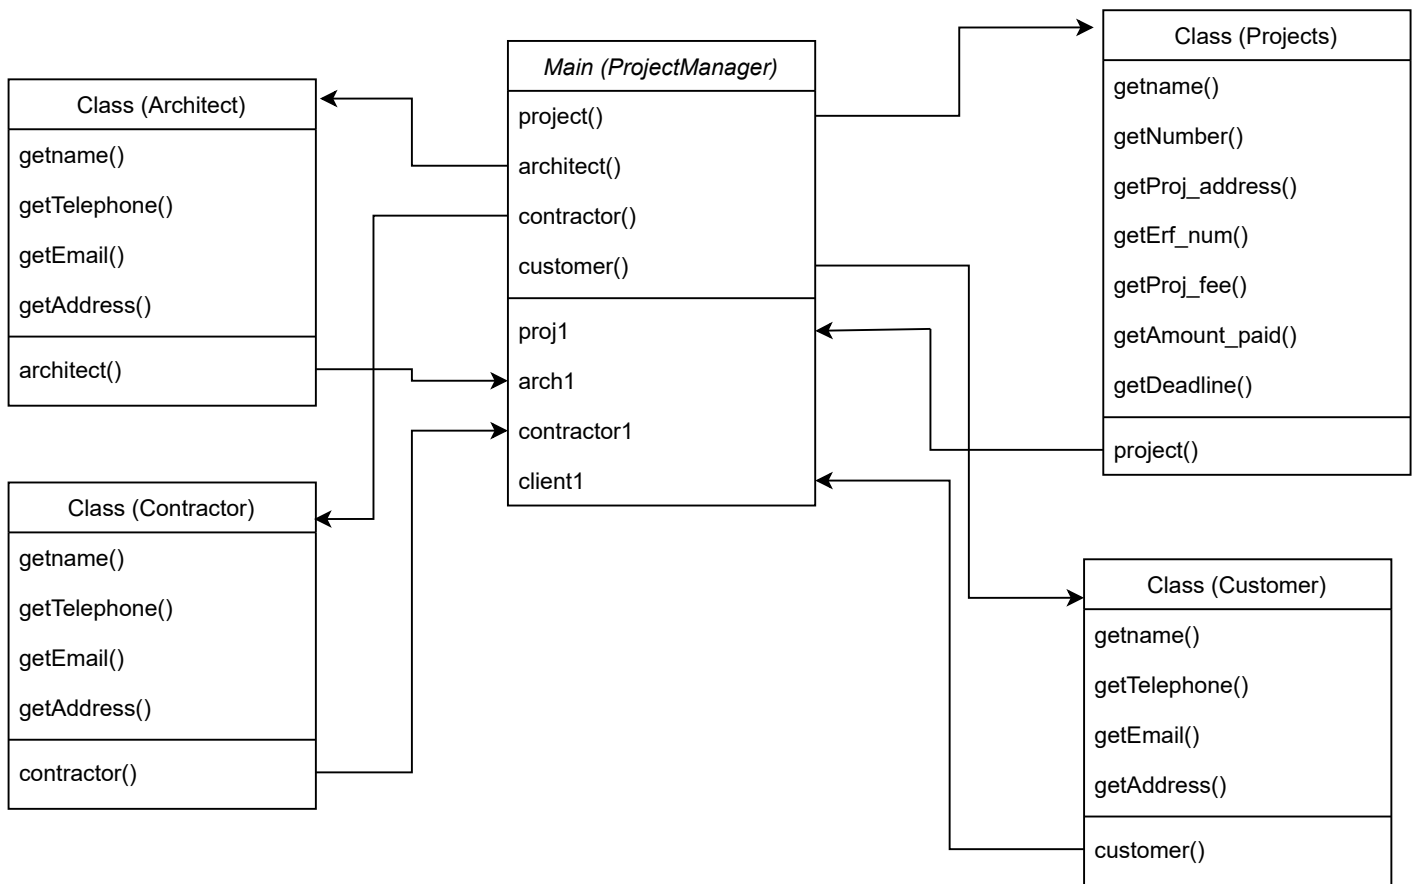 Class (Architect)
getname()
getTelephone()
getEmail()
getAddress()
architect()
Class (Contractor)
getname()
getTelephone()
getEmail()
getAddress()
contractor()
Main (ProjectManager)
project()
architect()
contractor()
customer()
proj1
arch1
contractor1
client1
Class (Projects)
getname()
getNumber()
getProj_address()
getErf_num()
getProj_fee()
getAmount_paid()
getDeadline()
project()
Class (Customer)
getname()
getTelephone()
getEmail()
getAddress()
customer()